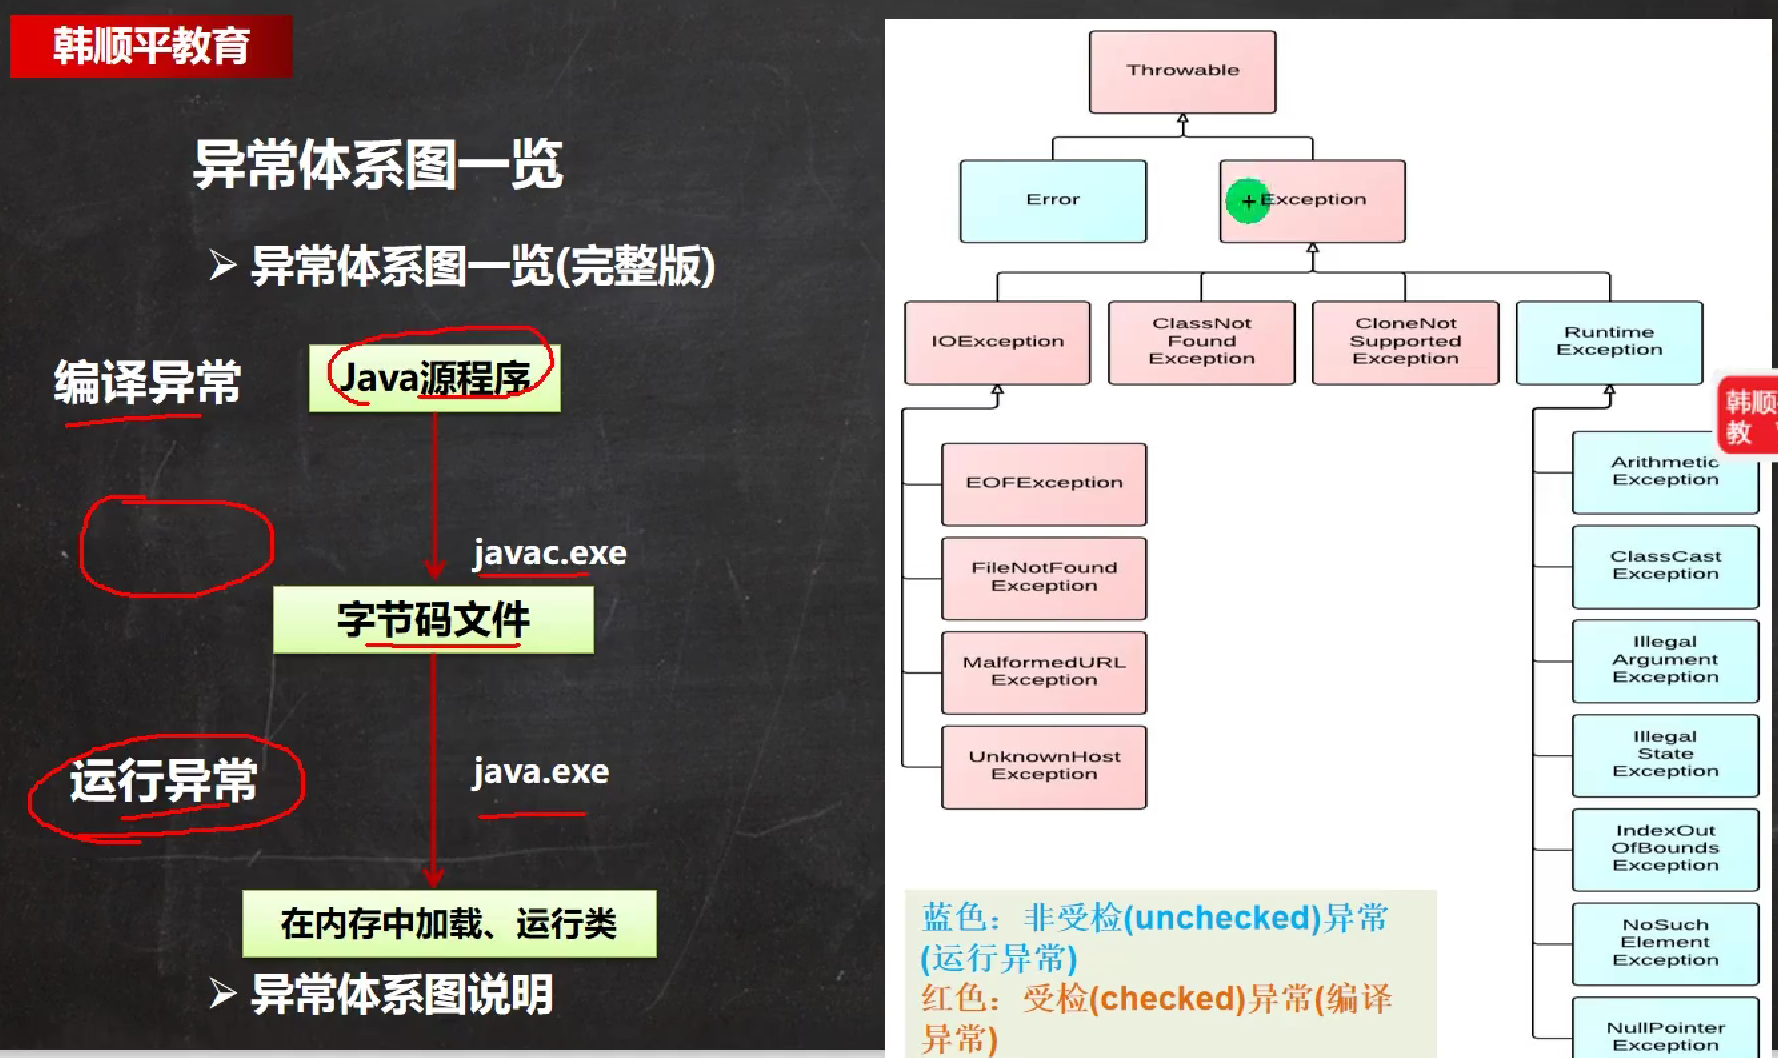 韩顺平教育
异常体系图一览
➢ 异常体系图一览(完整版)
编译异常
Java源程序
javac.exe
字节码文件
运行异常
java.exe
在内存中加载、运行类
➢ 异常体系图说明
Throwable
Error
Exception
IOException
ClassNot
Found
Exception
CloneNot
Supported
Exception
Runtime
Exception
EOFException
FileNotFound
Exception
MalformedURL
Exception
UnknownHost
Exception
韩顺
教
Arithmetic
Exception
ClassCast
Exception
Illegal
Argument
Exception
Illegal
State
Exception
IndexOut
OfBounds
Exception
NoSuch
Element
Exception
NullPointer
Exception
蓝色：非受检(unchecked)异常
(运行异常)
红色：受检(checked)异常(编译
异常)